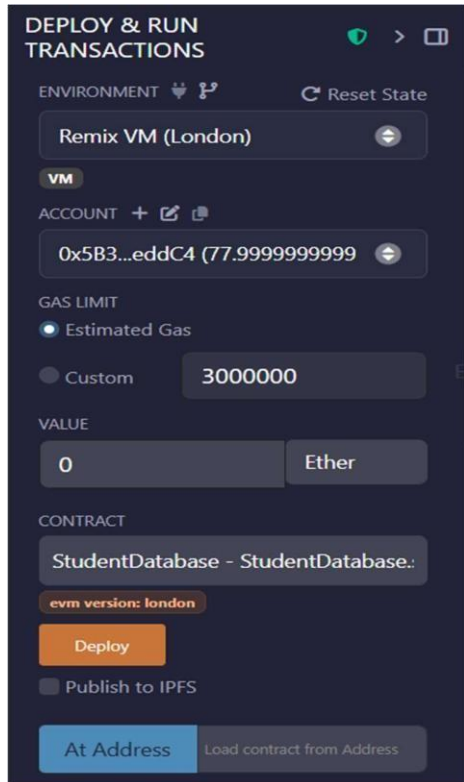 DEPLOY & RUN
TRANSACTIONS
ENVIRONMENT
Reset State
Remix VM (London)
VM
ACCOUNT
0x5B3...eddC4 (77.9999999999
GAS LIMIT
Estimated Gas
Custom
3000000
VALUE
0
Ether
CONTRACT
StudentDatabase - StudentDatabase.
evm version: london
Deploy
Publish to IPFS
At Address
Load contract from Address